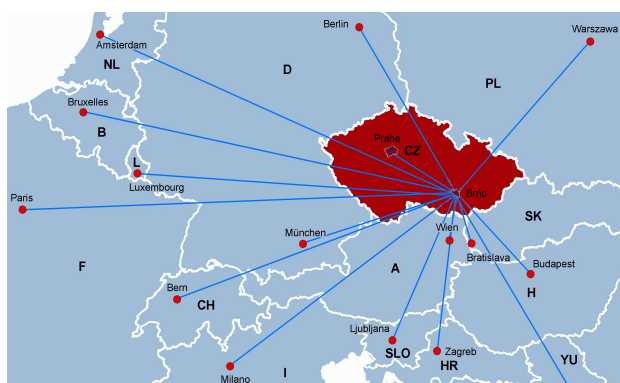 Berlin
Warszawa
Amsterdam
NL
D
PL
Bruxelles
B
Praha
CZ
L
Luxembourg
Brno
Paris
SK
Wien
München
Bratislava
F
A
Budapest
Bern
CH
H
Ljubljana
SLO
Zagreb
HR
YU
I
Milano